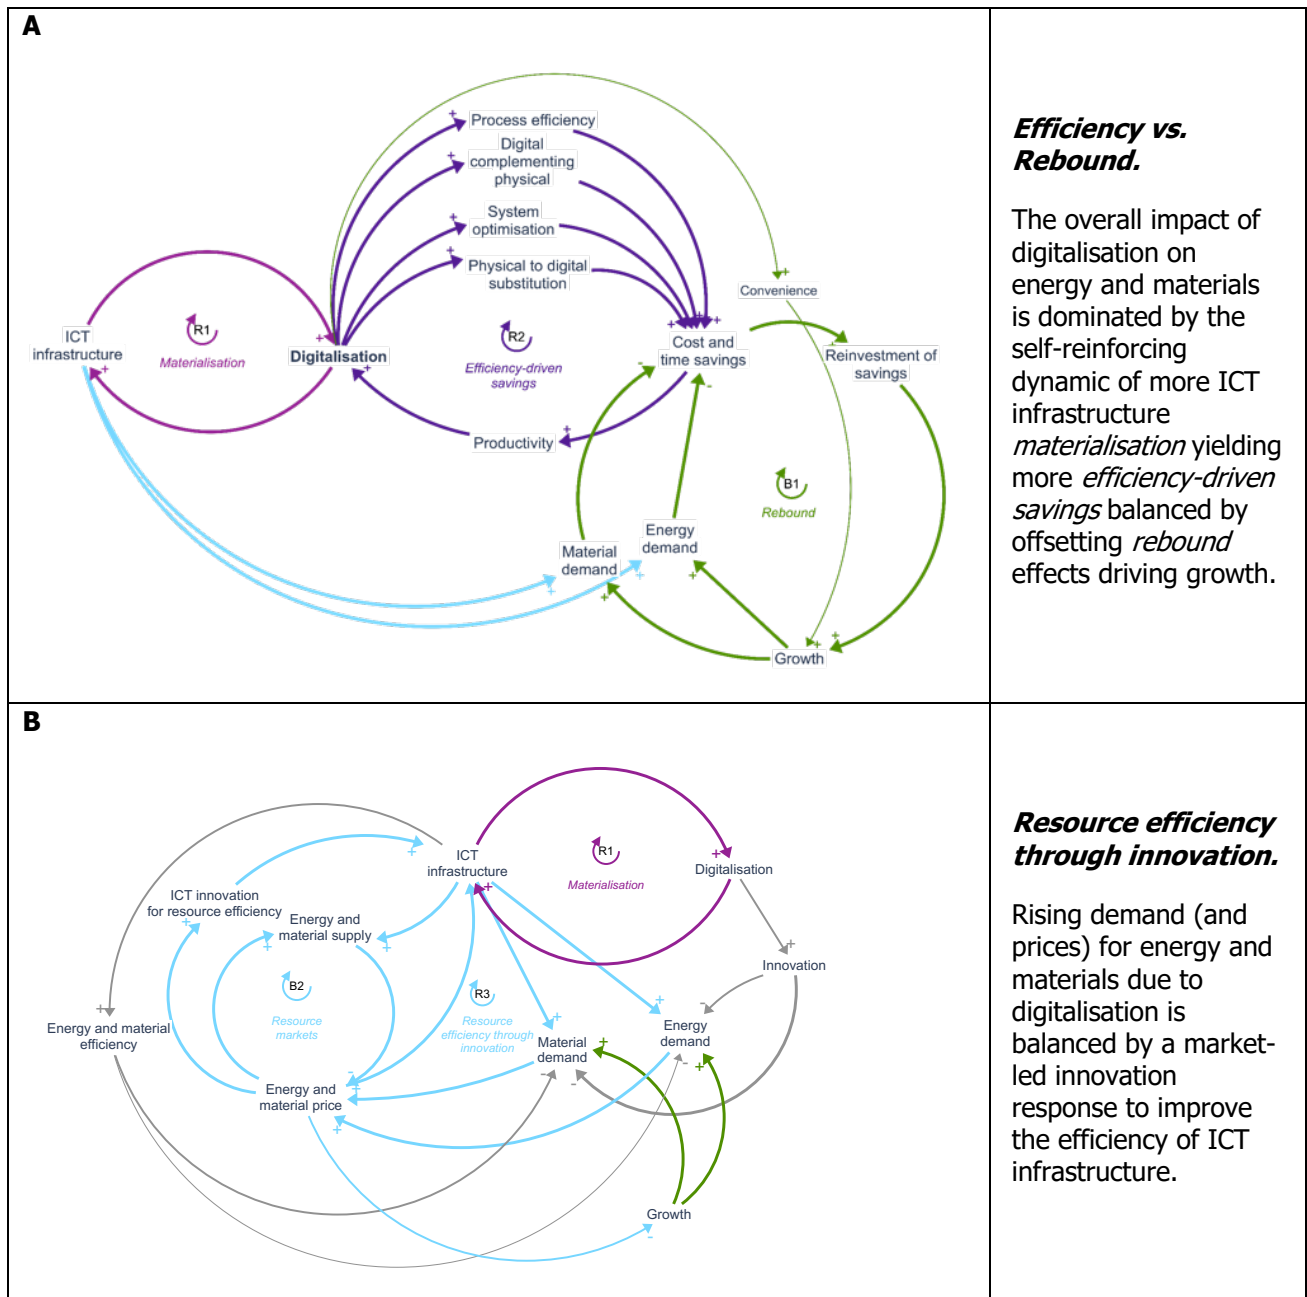 A
Process efficiency
Digital
complementing
physical
System
optimisation
Physical to digital
substitution
Convenience
ICT
infrastructure
R1
Materialisation
Digitalisation
R2
Efficiency-driven
savings
Cost and
time savings
Reinvestment of
savings
Productivity
B1
Rebound
Energy
demand
Material
demand
Growth
Efficiency vs.
Rebound.
The overall impact of
digitalisation on
energy and materials
is dominated by the
self-reinforcing
dynamic of more ICT
infrastructure
materialisation yielding
more efficiency-driven
savings balanced by
offsetting rebound
effects driving growth.
B
ICT
infrastructure
R1
Materialisation
Digitalisation
ICT innovation
for resource efficiency
Energy and
material supply
Innovation
B2
Resource
markets
R3
Resource
efficiency through
innovation
Energy and material
efficiency
Material
demand
Energy
demand
Energy and
material price
Growth
Resource efficiency
through innovation.
Rising demand (and
prices) for energy and
materials due to
digitalisation is
balanced by a market-
led innovation
response to improve
the efficiency of ICT
infrastructure.